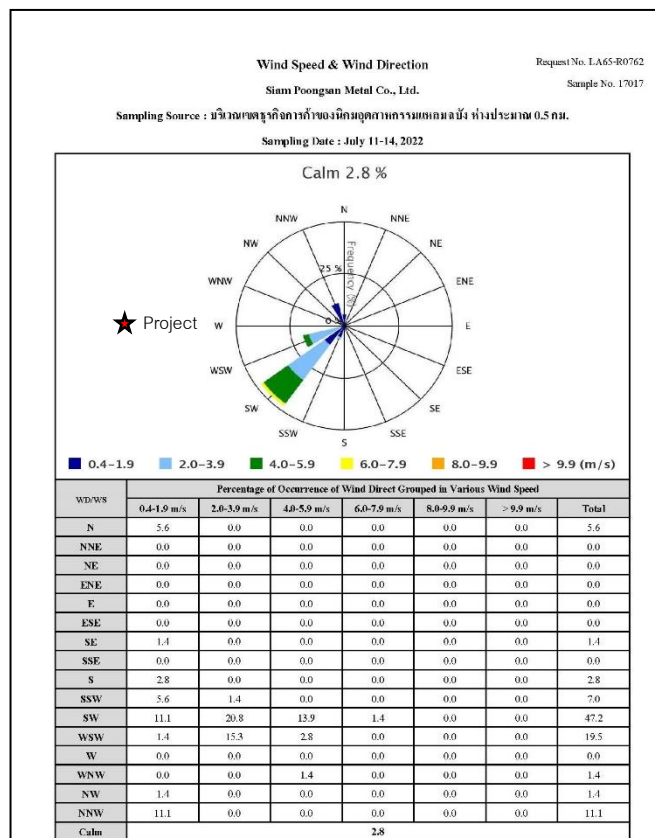 Wind Speed & Wind Direction
Request No. LA65-R0762
Siam Poongsan Metal Co., Ltd.
Sample No. 17017
Sampling Source : บริเวณเขตธุรกิจการค้าของนิคมอุตสาหกรรมแหลมฉบัง ห่างประมาณ 0.5 กม.
Sampling Date : July 11-14, 2022
Calm 2.8 %
N
NNW NNE
NW NE
WNW ENE
25 %
Frequency (%)
0 %
Project
W E
WSW ESE
SW SE
SSW SSE
S
0.4-1.9 2.0-3.9 4.0-5.9 6.0-7.9 8.0-9.9 > 9.9 (m/s)
WD/WS Percentage of Occurrence of Wind Direct Grouped in Various Wind Speed
0.4-1.9 m/s 2.0-3.9 m/s 4.0-5.9 m/s 6.0-7.9 m/s 8.0-9.9 m/s > 9.9 m/s Total
N 5.6 0.0 0.0 0.0 0.0 0.0 5.6
NNE 0.0 0.0 0.0 0.0 0.0 0.0 0.0
NE 0.0 0.0 0.0 0.0 0.0 0.0 0.0
ENE 0.0 0.0 0.0 0.0 0.0 0.0 0.0
E 0.0 0.0 0.0 0.0 0.0 0.0 0.0
ESE 0.0 0.0 0.0 0.0 0.0 0.0 0.0
SE 1.4 0.0 0.0 0.0 0.0 0.0 1.4
SSE 0.0 0.0 0.0 0.0 0.0 0.0 0.0
S 2.8 0.0 0.0 0.0 0.0 0.0 2.8
SSW 5.6 1.4 0.0 0.0 0.0 0.0 7.0
SW 11.1 20.8 13.9 1.4 0.0 0.0 47.2
WSW 1.4 15.3 2.8 0.0 0.0 0.0 19.5
W 0.0 0.0 0.0 0.0 0.0 0.0 0.0
WNW 0.0 0.0 1.4 0.0 0.0 0.0 1.4
NW 1.4 0.0 0.0 0.0 0.0 0.0 1.4
NNW 11.1 0.0 0.0 0.0 0.0 0.0 11.1
Calm 2.8